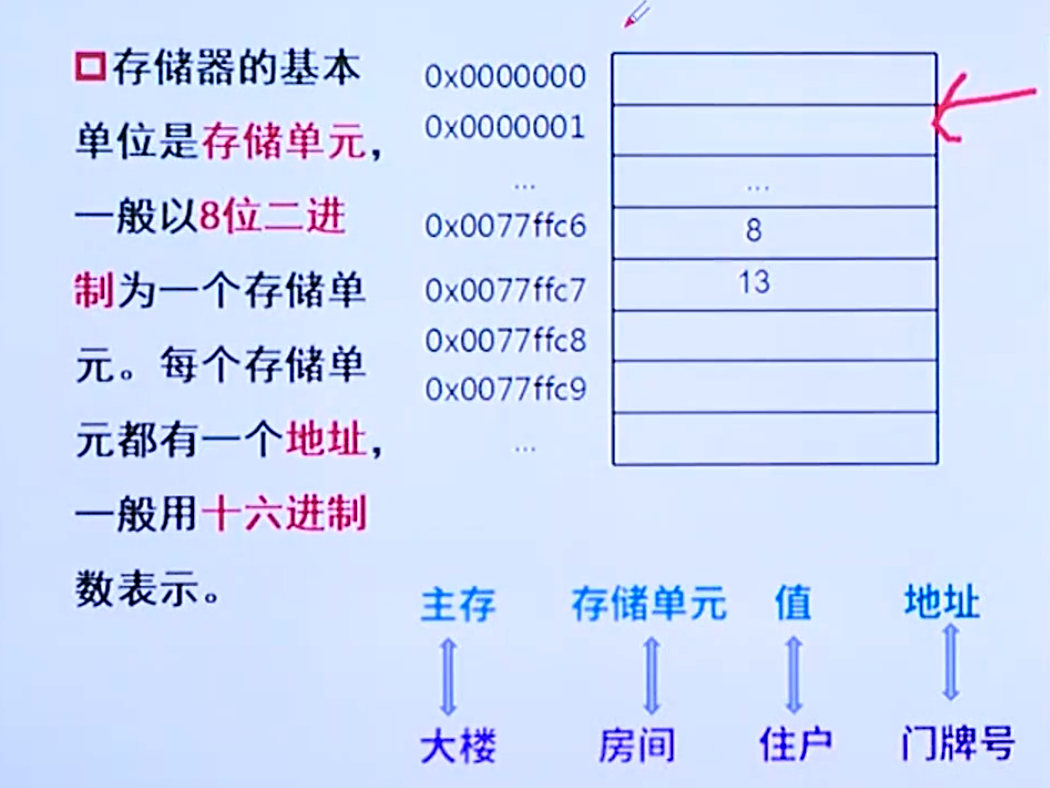 存储器的基本
单位是存储单元，
一般以8位二进
制为一个存储单
元。每个存储单
元都有一个地址，
一般用十六进制
数表示。
0x0000000
0x0000001
... ...
0x0077ffc6 8
0x0077ffc7 13
0x0077ffc8
0x0077ffc9
...
主存 存储单元 值 地址
大楼 房间 住户 门牌号